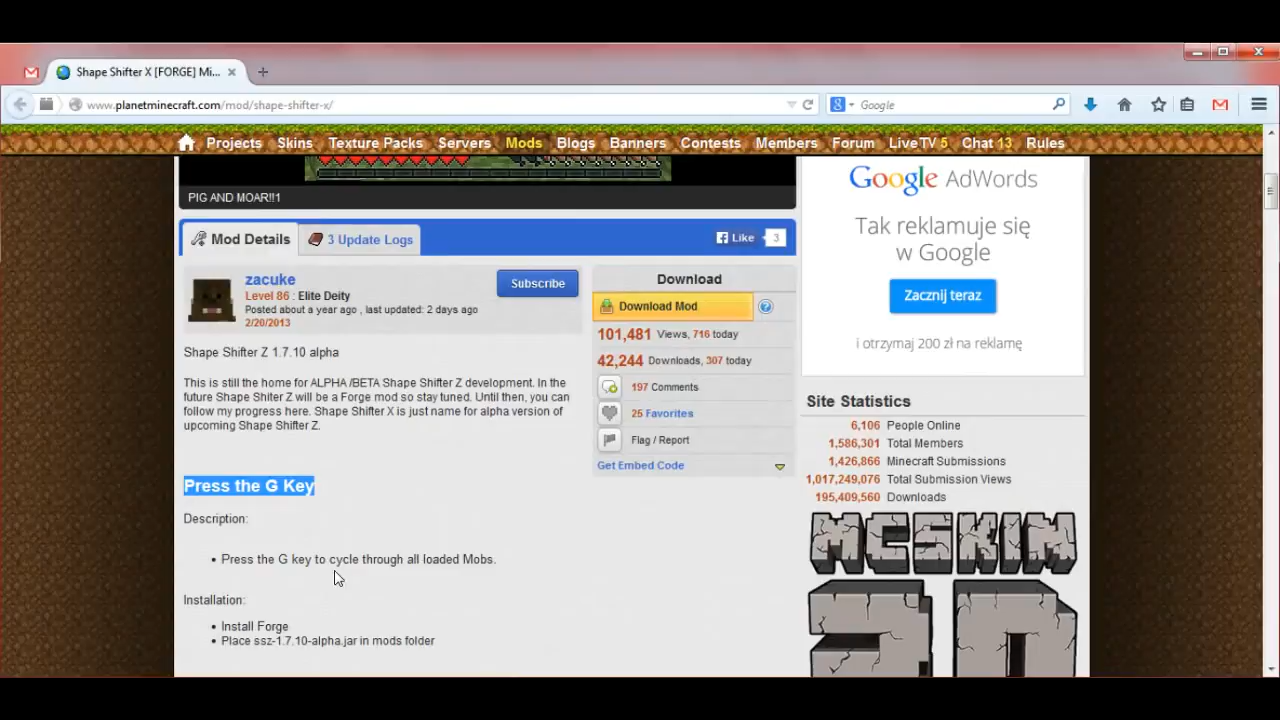 Shape Shifter X [FORGE] Mi...
www.planetminecraft.com/mod/shape-shifter-x/
Google
Projects Skins Texture Packs Servers Mods Blogs Banners Contests Members Forum Live TV 5 Chat 13 Rules
PIG AND MOAR!!1
Mod Details
3 Update Logs
Like 3
zacuke
Level 86 : Elite Deity
Posted about a year ago , last updated: 2 days ago
2/20/2013
Subscribe
Shape Shifter Z 1.7.10 alpha
This is still the home for ALPHA /BETA Shape Shifter Z development. In the
future Shape Shiter Z will be a Forge mod so stay tuned. Until then, you can
follow my progress here. Shape Shifter X is just name for alpha version of
upcoming Shape Shifter Z.
Press the G Key
Description:
• Press the G key to cycle through all loaded Mobs.
Installation:
• Install Forge
• Place ssz-1.7.10-alpha.jar in mods folder
Download
Download Mod
101,481 Views, 716 today
42,244 Downloads, 307 today
197 Comments
25 Favorites
Flag / Report
Get Embed Code
Google AdWords
Tak reklamuje się
w Google
Zacznij teraz
i otrzymaj 200 zł na reklamę
Site Statistics
6,106 People Online
1,586,301 Total Members
1,426,866 Minecraft Submissions
1,017,249,076 Total Submission Views
195,409,560 Downloads
MCSKIN
3D